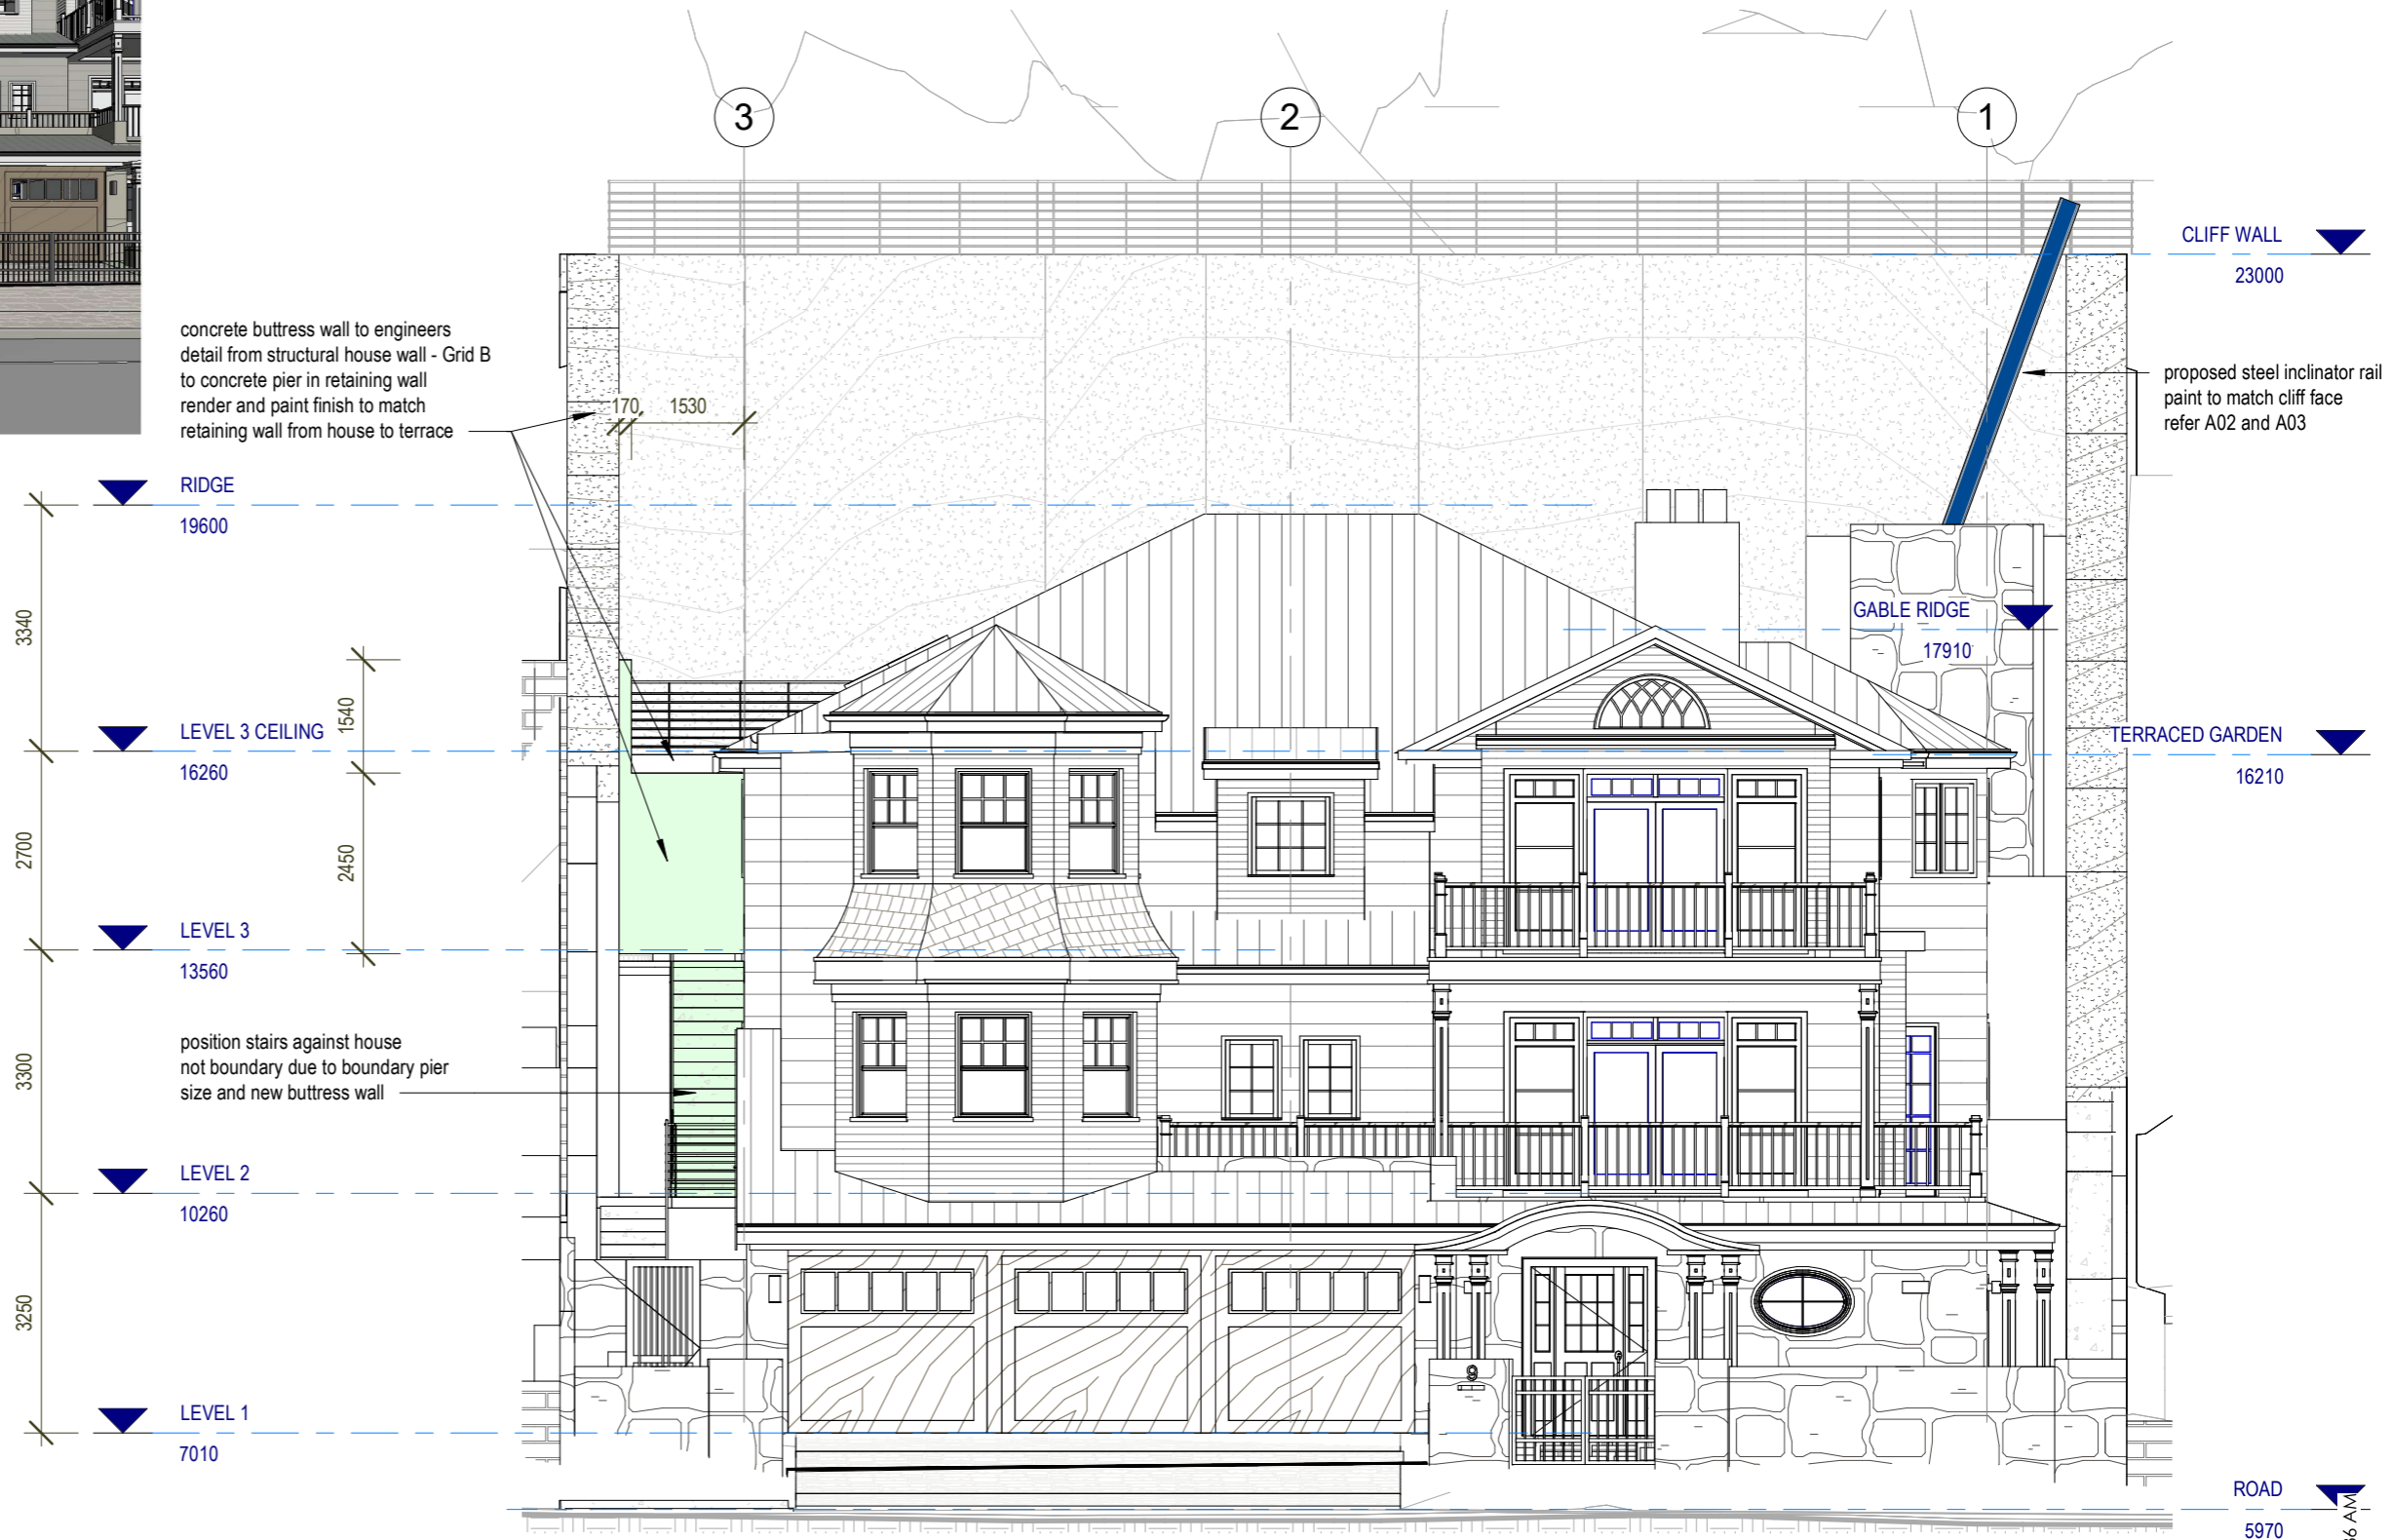 3
2
1
CLIFF WALL
23000
concrete buttress wall to engineers
detail from structural house wall - Grid B
to concrete pier in retaining wall
render and paint finish to match
retaining wall from house to terrace
170
1530
proposed steel inclinator rail
paint to match cliff face
refer A02 and A03
RIDGE
19600
3340
GABLE RIDGE
17910
1540
LEVEL 3 CEILING
16260
TERRACED GARDEN
16210
2700
2450
LEVEL 3
13560
position stairs against house
not boundary due to boundary pier
size and new buttress wall
3300
LEVEL 2
10260
3250
9
LEVEL 1
7010
ROAD
5970
36 AM